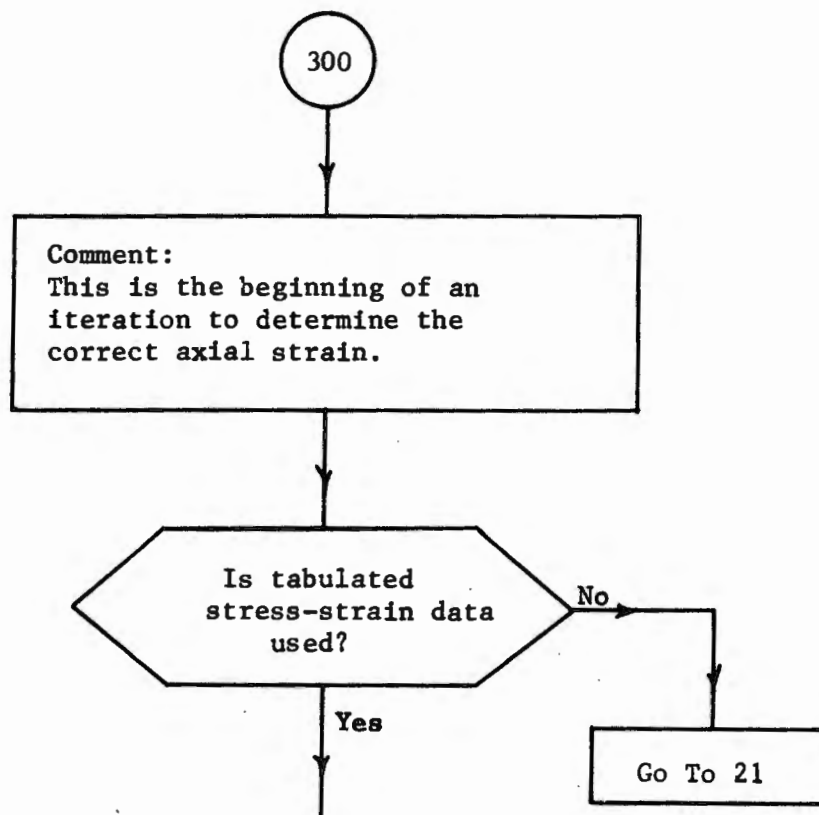 300
Comment:
This is the beginning of an
iteration to determine the
correct axial strain.
Is tabulated
stress-strain data
used?
No
Yes
Go To 21